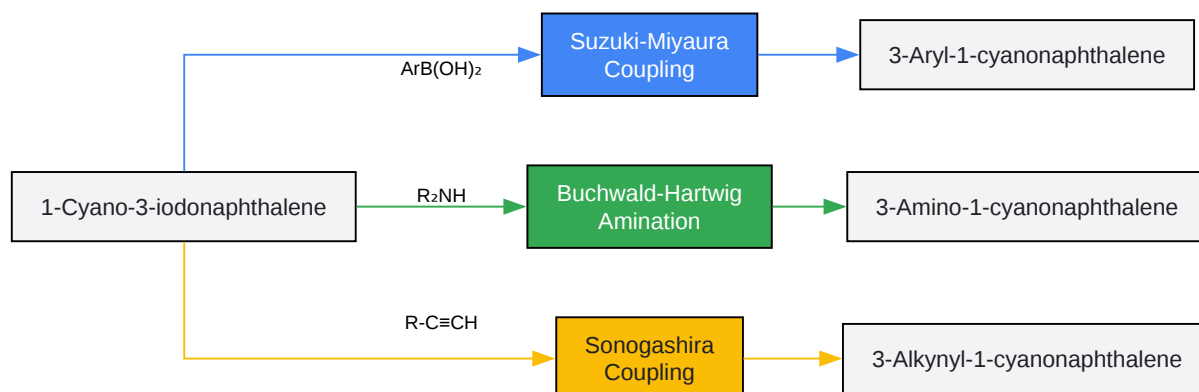 Suzuki-Miyaura
Coupling
3-Aryl-1-cyanonaphthalene
ArB(OH)₂
1-Cyano-3-iodonaphthalene
R₂NH
Buchwald-Hartwig
Amination
3-Amino-1-cyanonaphthalene
R-C≡CH
Sonogashira
Coupling
3-Alkynyl-1-cyanonaphthalene